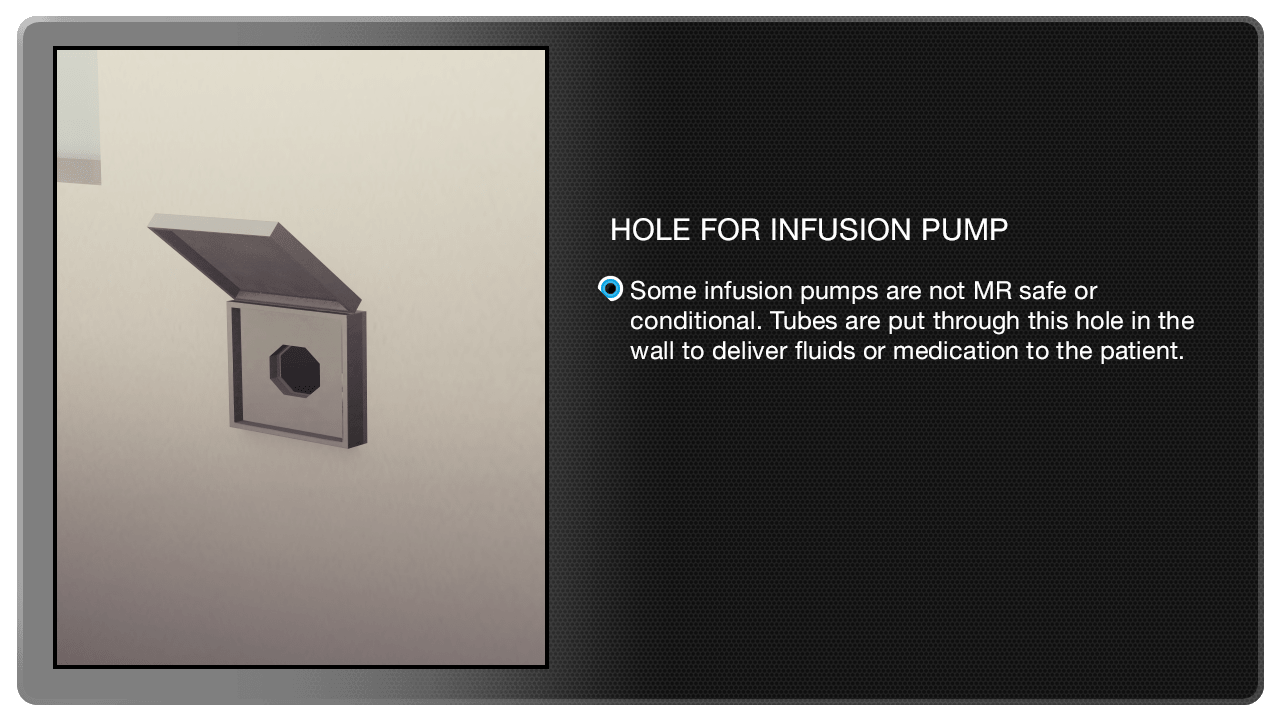 HOLE FOR INFUSION PUMP
Some infusion pumps are not MR safe or
conditional. Tubes are put through this hole in the
wall to deliver fluids or medication to the patient.